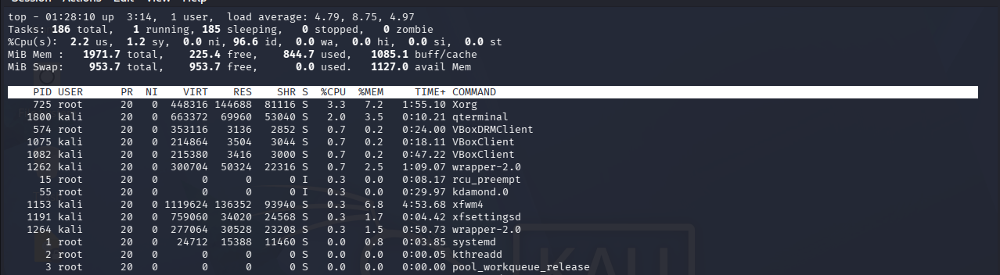 Session Actions Edit View Help
top - 01:28:10 up  3:14,  1 user,  load average: 4.79, 8.75, 4.97
Tasks: 186 total,   1 running, 185 sleeping,   0 stopped,   0 zombie
%Cpu(s):  2.2 us,  1.2 sy,  0.0 ni, 96.6 id,  0.0 wa,  0.0 hi,  0.0 si,  0.0 st
MiB Mem :   1971.7 total,    225.4 free,    844.7 used,   1085.1 buff/cache
MiB Swap:    953.7 total,    953.7 free,      0.0 used.   1127.0 avail Mem
PID USER      PR  NI    VIRT    RES    SHR S  %CPU  %MEM     TIME+ COMMAND
725 root      20   0  448316 144688  81116 S   3.3   7.2   1:55.10 Xorg
1800 kali      20   0  663372  69960  53040 S   2.0   3.5   0:10.21 qterminal
574 root      20   0  353116   3136   2852 S   0.7   0.2   0:24.00 VBoxDRMClient
1075 kali      20   0  214864   3504   3044 S   0.7   0.2   0:18.11 VBoxClient
1082 kali      20   0  215380   3416   3000 S   0.7   0.2   0:47.22 VBoxClient
1262 kali      20   0  300704  50324  22316 S   0.7   2.5   1:09.07 wrapper-2.0
15 root      20   0       0      0      0 I   0.3   0.0   0:08.17 rcu_preempt
55 root      20   0       0      0      0 I   0.3   0.0   0:29.97 kdamond.0
1153 kali      20   0 1119624 136352  93940 S   0.3   6.8   4:53.68 xfwm4
1191 kali      20   0  759060  34020  24568 S   0.3   1.7   0:04.42 xfsettingsd
1264 kali      20   0  277064  30528  23208 S   0.3   1.5   0:50.73 wrapper-2.0
1 root      20   0   24712  15388  11460 S   0.0   0.8   0:03.85 systemd
2 root      20   0       0      0      0 S   0.0   0.0   0:00.05 kthreadd
3 root      20   0       0      0      0 S   0.0   0.0   0:00.00 pool_workqueue_release
KALI